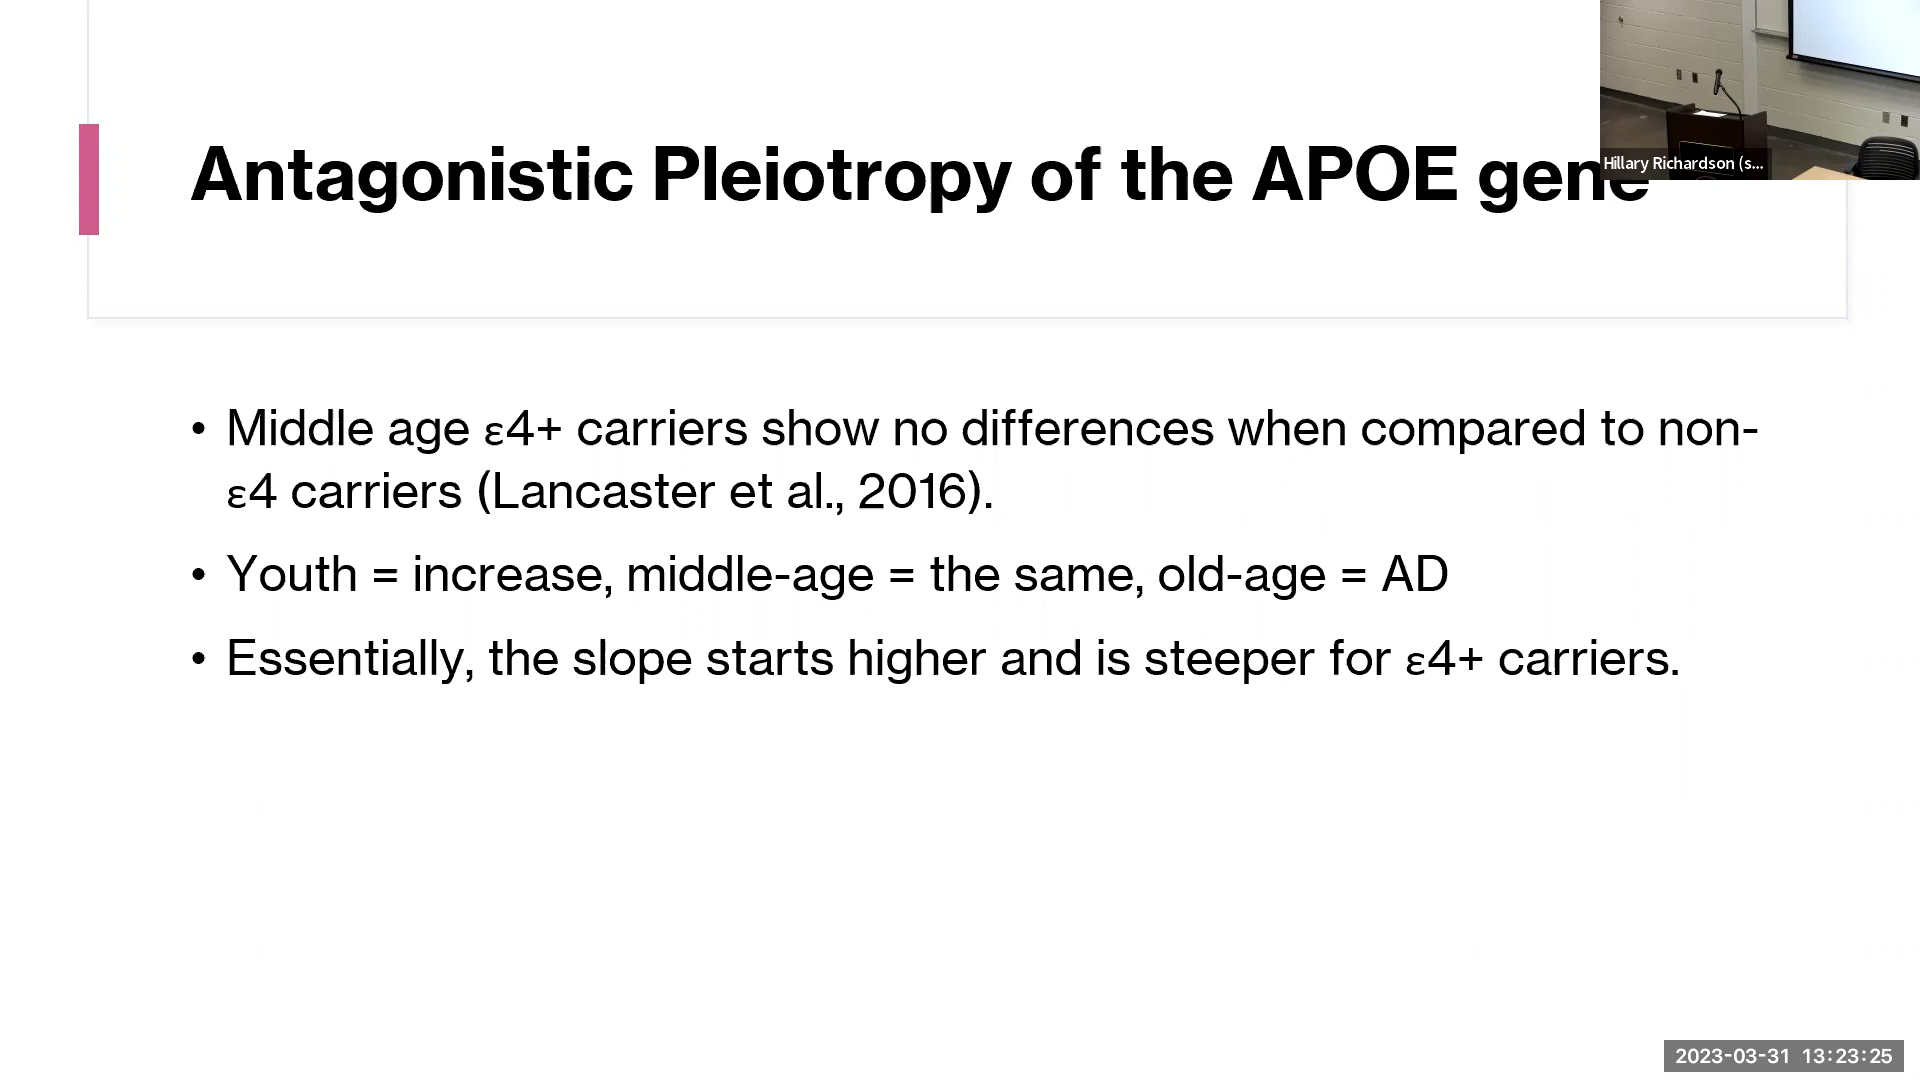 Antagonistic Pleiotropy of the APOE gene
Hillary Richardson (s...
• Middle age ε4+ carriers show no differences when compared to non-
ε4 carriers (Lancaster et al., 2016).
• Youth = increase, middle-age = the same, old-age = AD
• Essentially, the slope starts higher and is steeper for ε4+ carriers.
2023-03-31 13:23:25